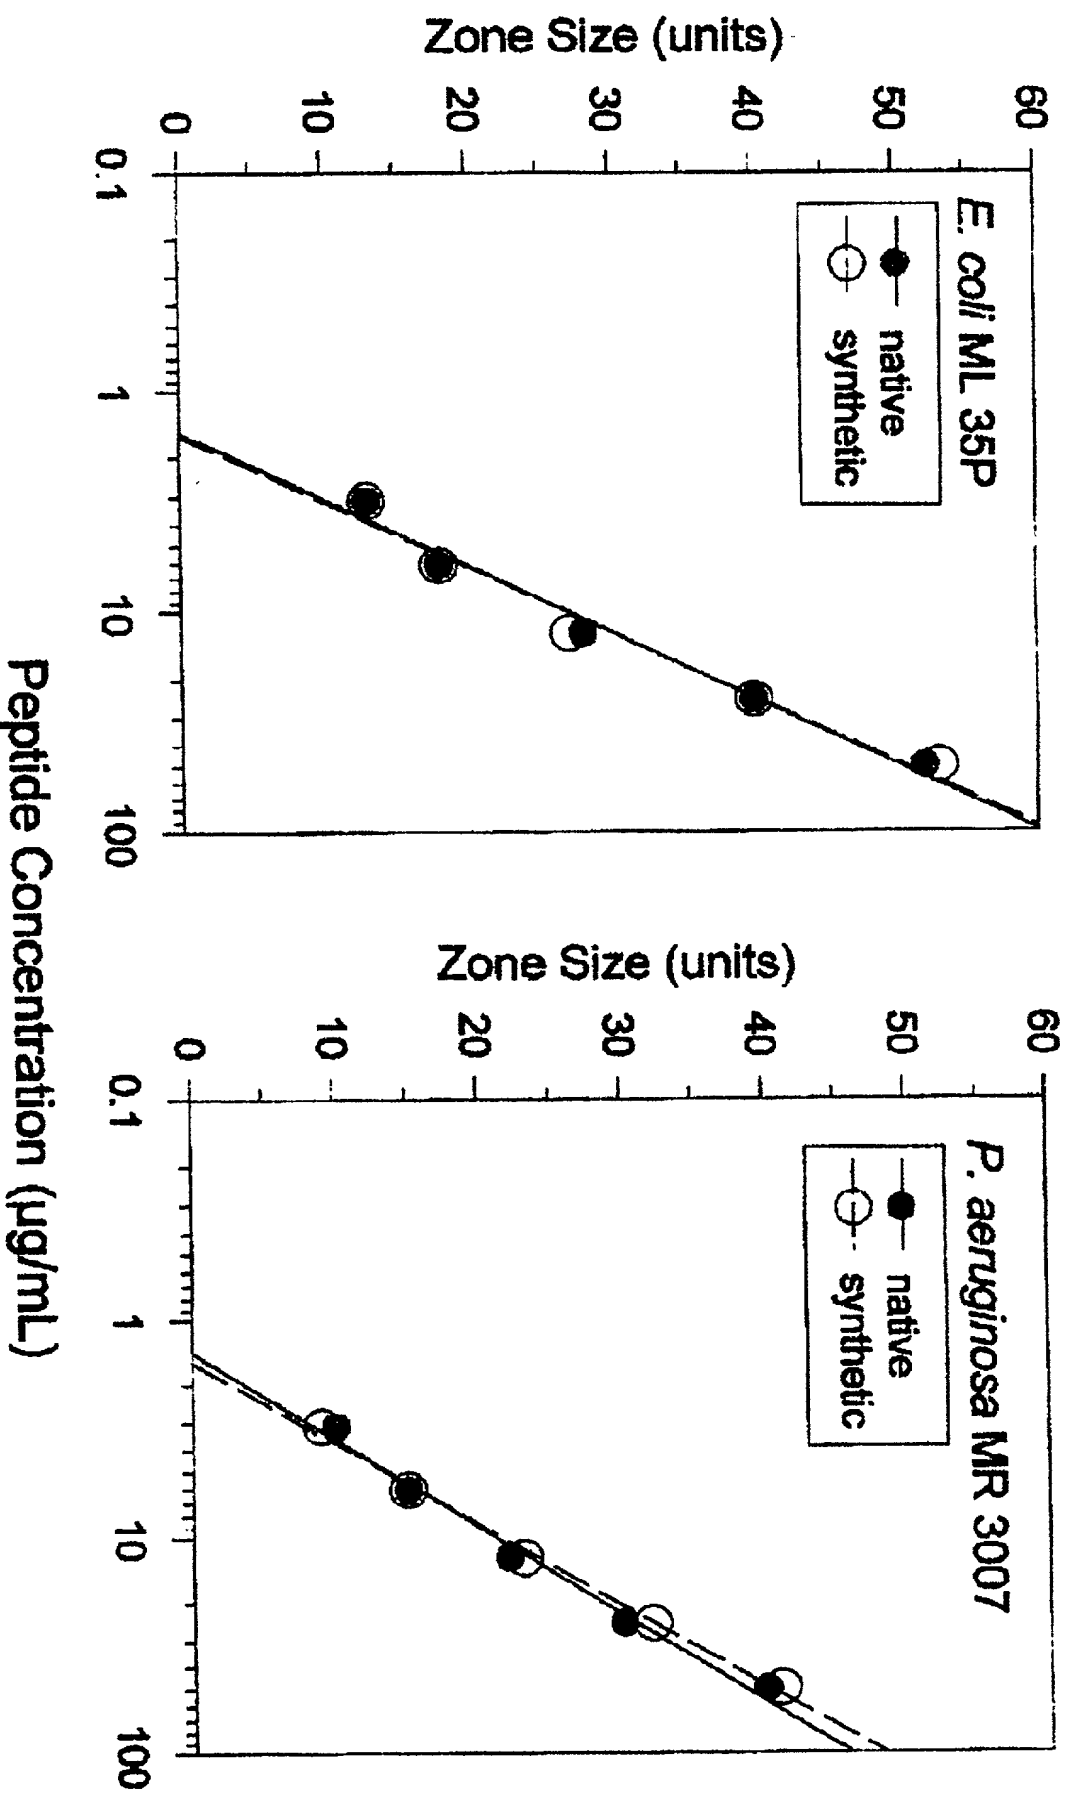 E. coli ML 35P
native
synthetic
Zone Size (units)
60
50
40
30
20
10
0
0.1
1
10
100
P. aeruginosa MR 3007
native
synthetic
Zone Size (units)
60
50
40
30
20
10
0
0.1
1
10
100
Peptide Concentration (µg/mL)